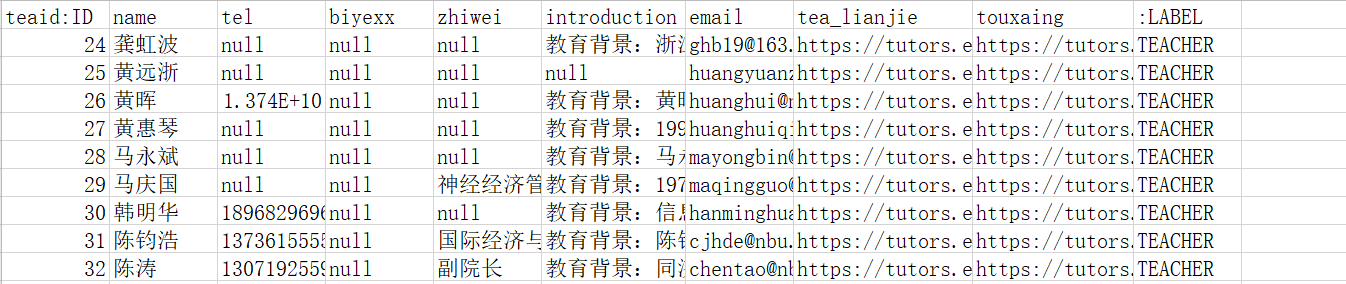 teaid:ID name tel biyexx zhiwei introduction email tea_lianjie touxaing :LABEL
24 龚虹波 null null null 教育背景: 浙江 ghb19@163. https://tutors.e https://tutors. TEACHER
25 黄远浙 null null null null huangyuanz https://tutors.e https://tutors. TEACHER
26 黄晖 1.374E+10 null null 教育背景: 黄晖 huanghui@n https://tutors.e https://tutors. TEACHER
27 黄惠琴 null null null 教育背景: 199 huanghuiqi https://tutors.e https://tutors. TEACHER
28 马永斌 null null null 教育背景: 马永 mayongbin@ https://tutors.e https://tutors. TEACHER
29 马庆国 null null 神经经济管 教育背景: 197 maqingguo@ https://tutors.e https://tutors. TEACHER
30 韩明华 1896829696 null null 教育背景: 信息 hanminghua https://tutors.e https://tutors. TEACHER
31 陈钧浩 1373615555 null 国际经济与 教育背景: 陈钧 cjhde@nbu. https://tutors.e https://tutors. TEACHER
32 陈涛 1307192559 null 副院长 教育背景: 同济 chentao@nb https://tutors.e https://tutors. TEACHER